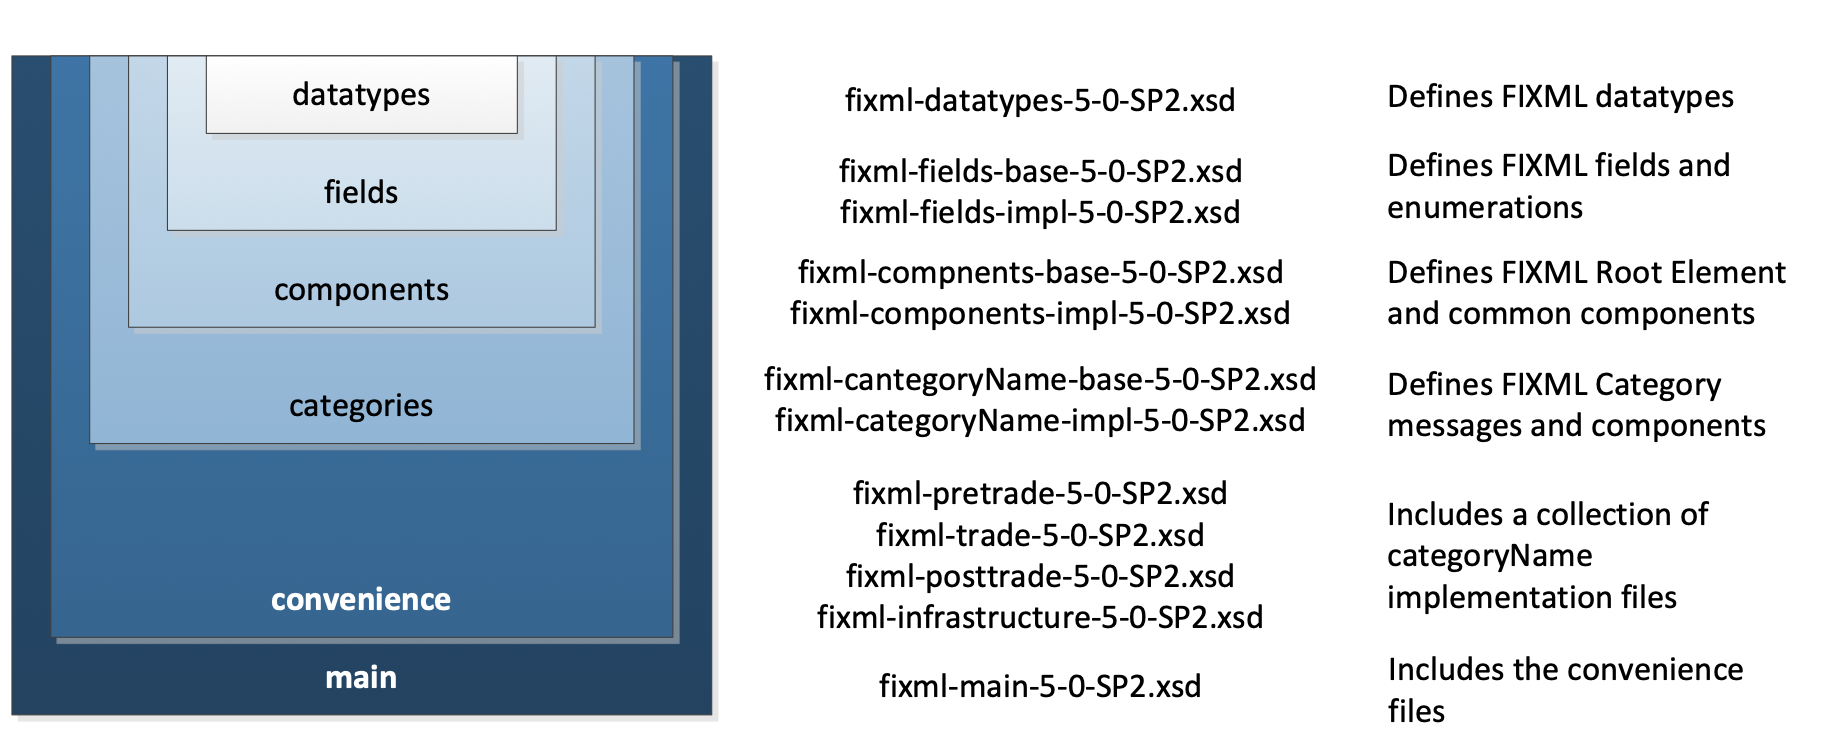 datatypes
fixml-datatypes-5-0-SP2.xsd
Defines FIXML datatypes
fields
fixml-fields-base-5-0-SP2.xsd
fixml-fields-impl-5-0-SP2.xsd
Defines FIXML fields and
enumerations
components
fixml-compnents-base-5-0-SP2.xsd
fixml-components-impl-5-0-SP2.xsd
Defines FIXML Root Element
and common components
categories
fixml-cantegoryName-base-5-0-SP2.xsd
fixml-categoryName-impl-5-0-SP2.xsd
Defines FIXML Category
messages and components
convenience
fixml-pretrade-5-0-SP2.xsd
fixml-trade-5-0-SP2.xsd
fixml-posttrade-5-0-SP2.xsd
fixml-infrastructure-5-0-SP2.xsd
Includes a collection of
categoryName
implementation files
main
fixml-main-5-0-SP2.xsd
Includes the convenience
files